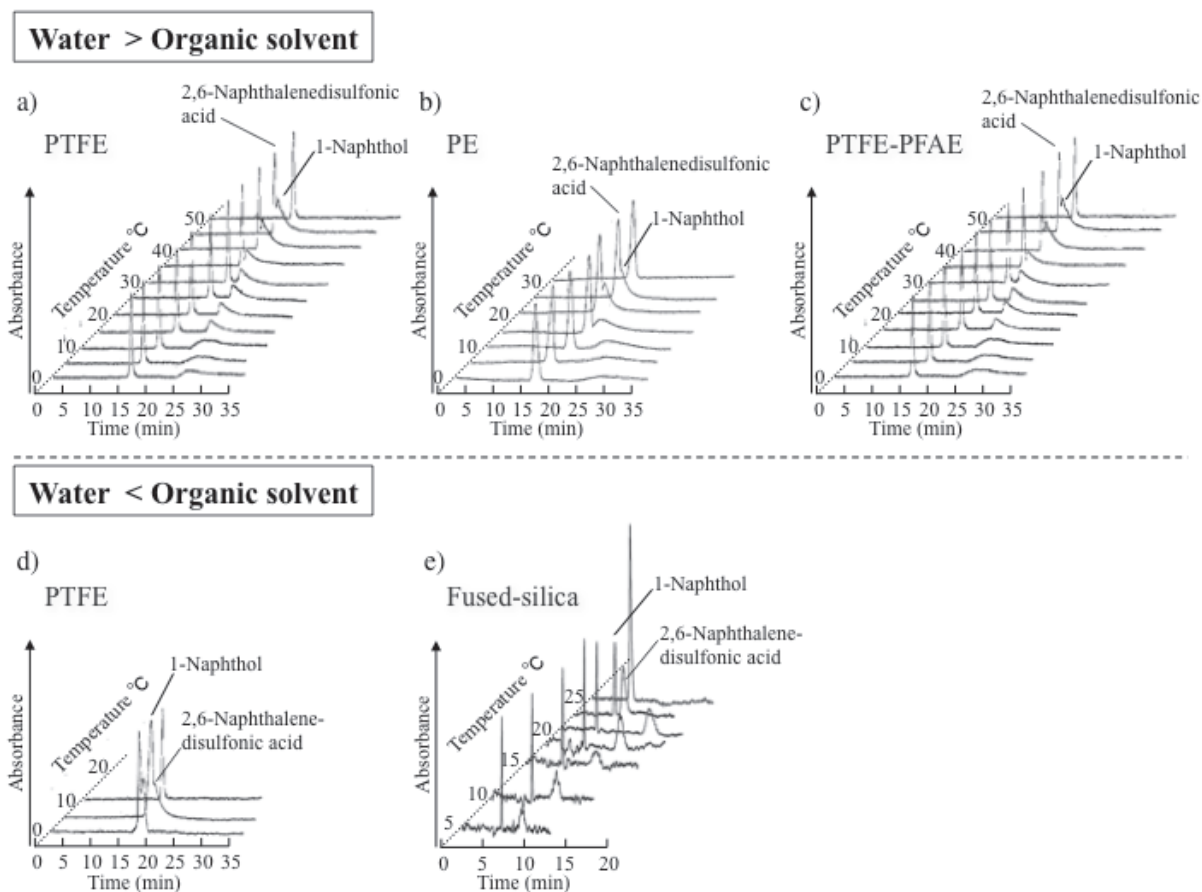 Water > Organic solvent
a)
PTFE
2,6-Naphthalenedisulfonic
acid
1-Naphthol
Absorbance
Temperature °C
50
40
30
20
10
0
0 5 10 15 20 25 30 35
Time (min)
b)
PE
2,6-Naphthalenedisulfonic
acid
1-Naphthol
Absorbance
Temperature °C
30
20
10
0
0 5 10 15 20 25 30 35
Time (min)
c)
PTFE-PFAE
2,6-Naphthalenedisulfonic
acid
1-Naphthol
Absorbance
Temperature °C
50
40
30
20
10
0
0 5 10 15 20 25 30 35
Time (min)
Water < Organic solvent
d)
PTFE
1-Naphthol
2,6-Naphthalene-
disulfonic acid
Absorbance
Temperature °C
20
10
0
0 5 10 15 20 25 30 35
Time (min)
e)
Fused-silica
1-Naphthol
2,6-Naphthalene-
disulfonic acid
Absorbance
Temperature °C
25
20
15
10
5
0 5 10 15 20
Time (min)